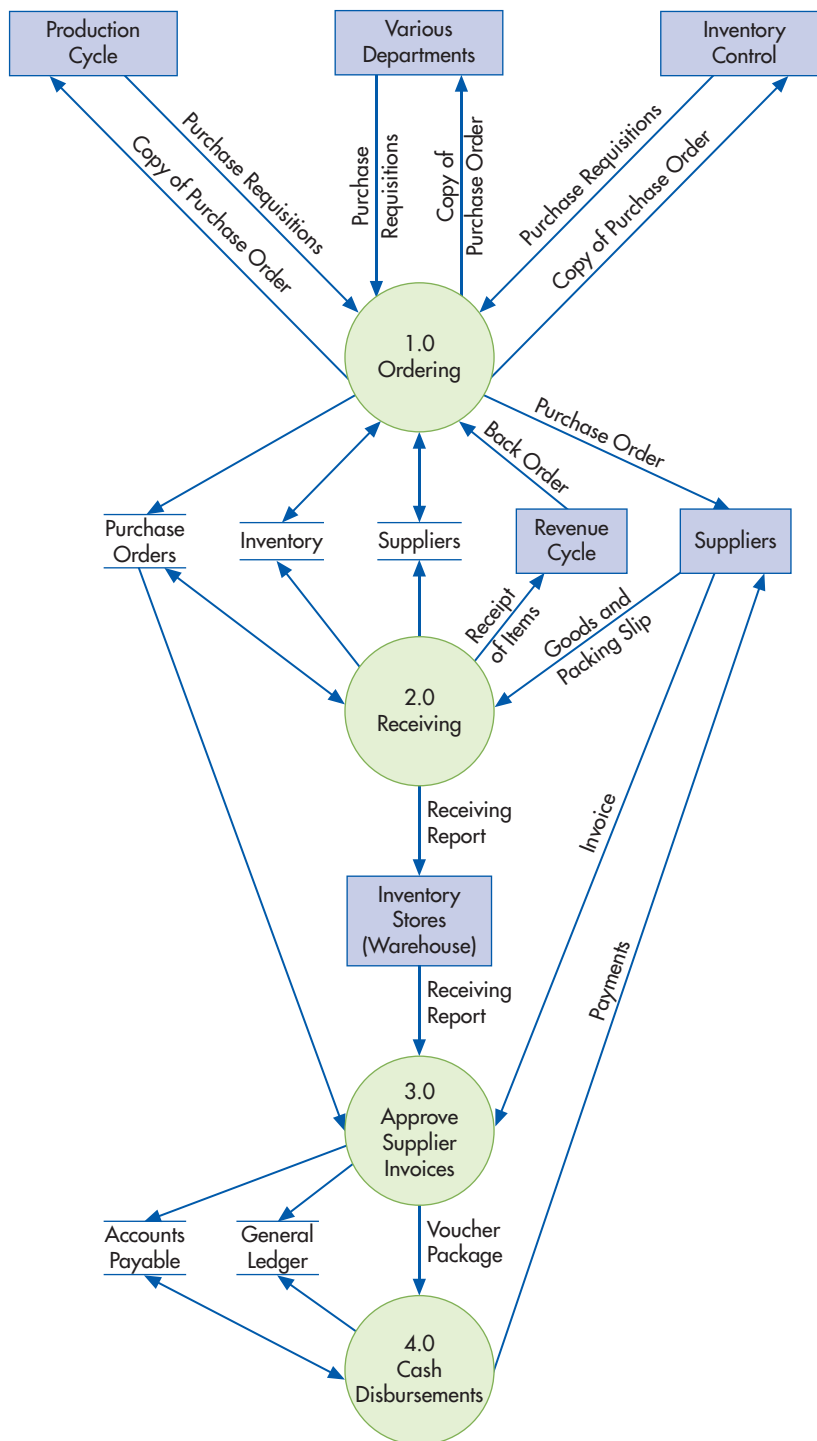 Production
Cycle
Various
Departments
Inventory
Control
Copy of Purchase Order
Purchase Requisitions
Purchase
Requisitions
Copy of
Purchase Order
Purchase Requisitions
Copy of Purchase Order
1.0
Ordering
Purchase Order
Back Order
Purchase
Orders
Inventory
Suppliers
Revenue
Cycle
Suppliers
Receipt
of Items
Goods and
Packing Slip
2.0
Receiving
Receiving
Report
Invoice
Inventory
Stores
(Warehouse)
Payments
Receiving
Report
3.0
Approve
Supplier
Invoices
Accounts
Payable
General
Ledger
Voucher
Package
4.0
Cash
Disbursements